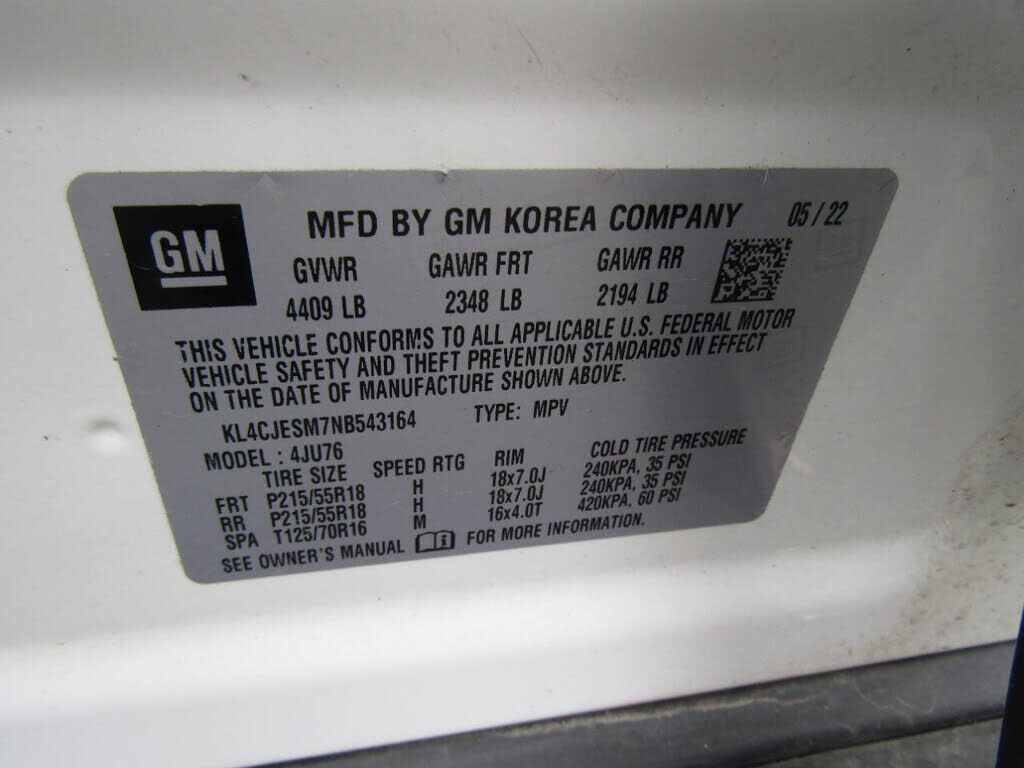 GM
MFD BY GM KOREA COMPANY 05/22
GVWR GAWR FRT GAWR RR
4409 LB 2348 LB 2194 LB
THIS VEHICLE CONFORMS TO ALL APPLICABLE U.S. FEDERAL MOTOR
VEHICLE SAFETY AND THEFT PREVENTION STANDARDS IN EFFECT
ON THE DATE OF MANUFACTURE SHOWN ABOVE.
KL4CJESM7NB543164 TYPE: MPV
MODEL : 4JU76
TIRE SIZE SPEED RTG RIM COLD TIRE PRESSURE
FRT P215/55R18 H 18x7.0J 240KPA, 35 PSI
RR P215/55R18 H 18x7.0J 240KPA, 35 PSI
SPA T125/70R16 M 16x4.0T 420KPA, 60 PSI
SEE OWNER'S MANUAL FOR MORE INFORMATION.